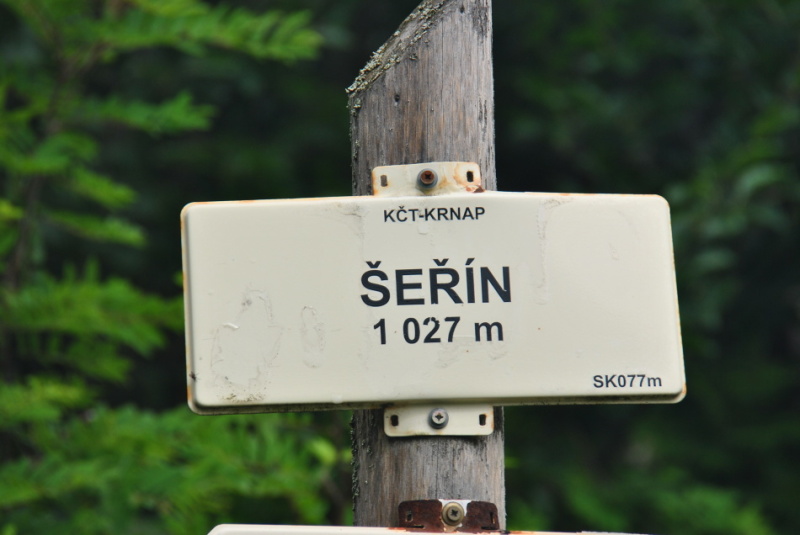 KČT-KRNAP
ŠEŘÍN
1 027 m
SK077m